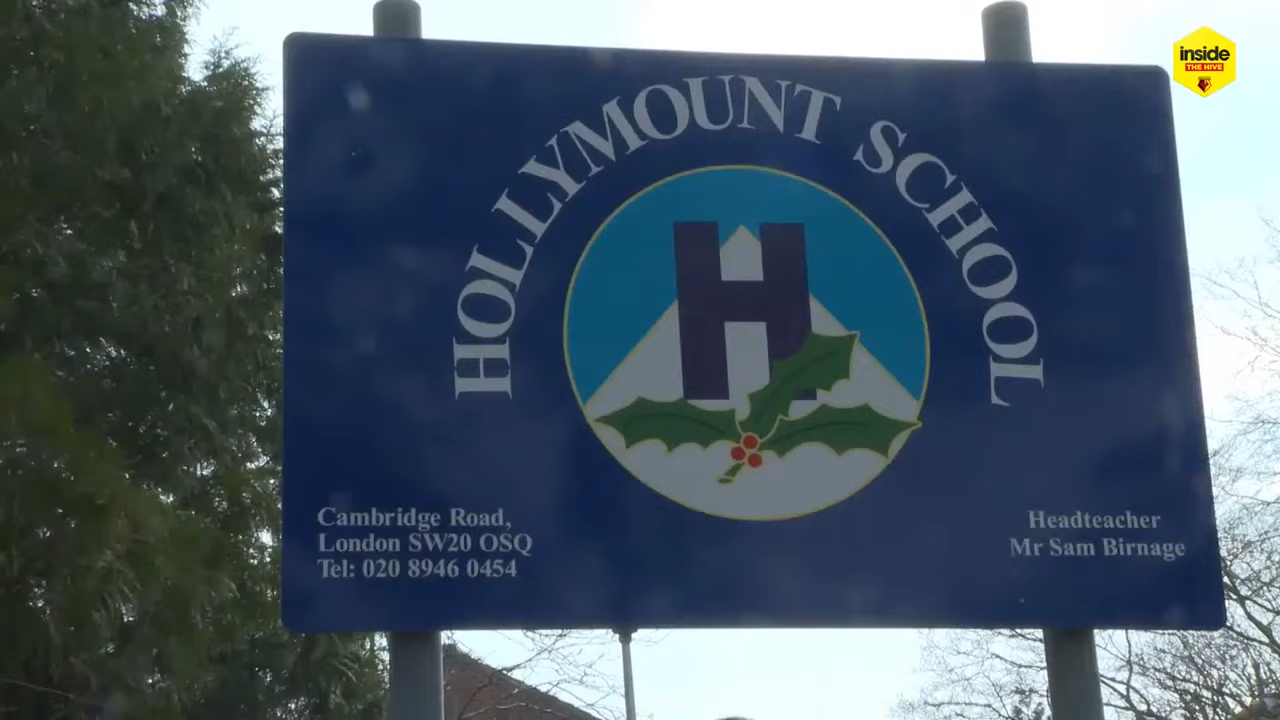 inside
THE HIVE
HOLLYMOUNT SCHOOL
H
Cambridge Road,
London SW20 OSQ
Tel: 020 8946 0454
Headteacher
Mr Sam Birnage